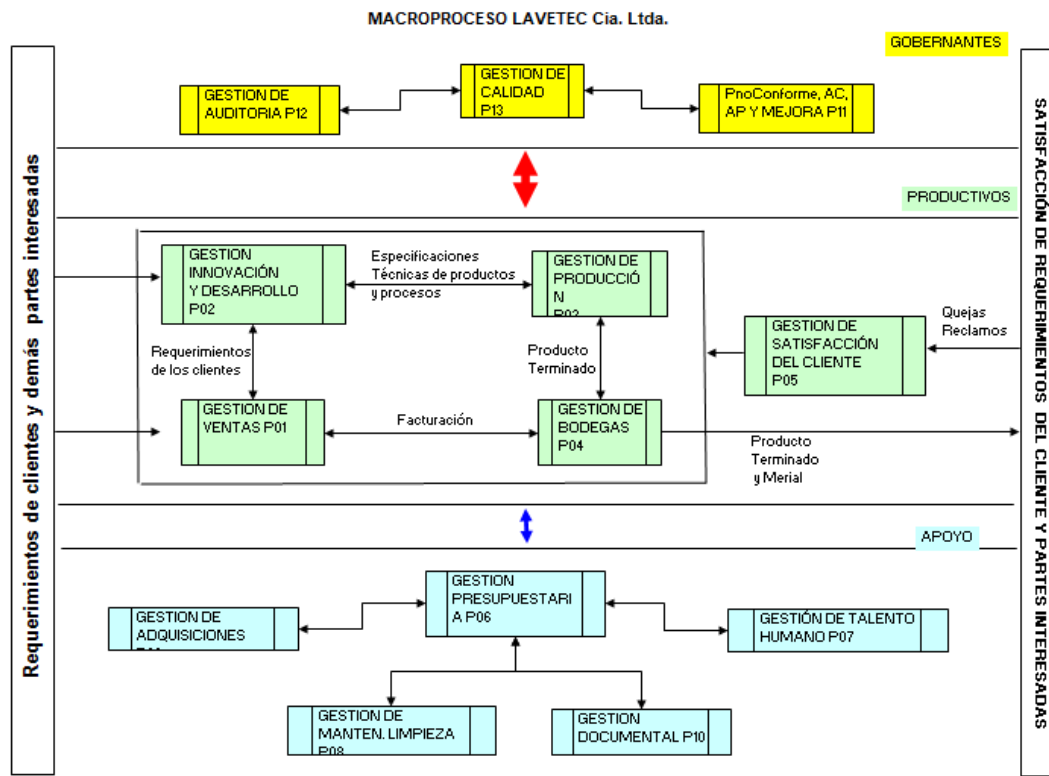 MACROPROCESO LAVETEC Cia. Ltda.
GOBERNANTES
GESTION DE
AUDITORIA P12
GESTION DE
CALIDAD
P13
PnoConforme, AC,
AP Y MEJORA P11
PRODUCTIVOS
GESTION
INNOVACIÓN
Y DESARROLLO
P02
Especificaciones
Técnicas de productos
y procesos
GESTION DE
PRODUCCIÓ
N
Requerimientos
de los clientes
Producto
Terminado
GESTION DE
SATISFACCIÓN
DEL CLIENTE
P05
Quejas
Reclamos
GESTION DE
VENTAS P01
Facturación
GESTION DE
BODEGAS
P04
Producto
Terminado
y Merial
APOYO
GESTION DE
ADQUISICIONES
GESTION
PRESUPUESTARI
A P06
GESTIÓN DE TALENTO
HUMANO P07
GESTION DE
MANTEN. LIMPIEZA
P08
GESTION
DOCUMENTAL P10
Requerimientos de clientes y demás partes interesadas
SATISFACCIÓN DE REQUERIMIENTOS DEL CLIENTE Y PARTES INTERESADAS